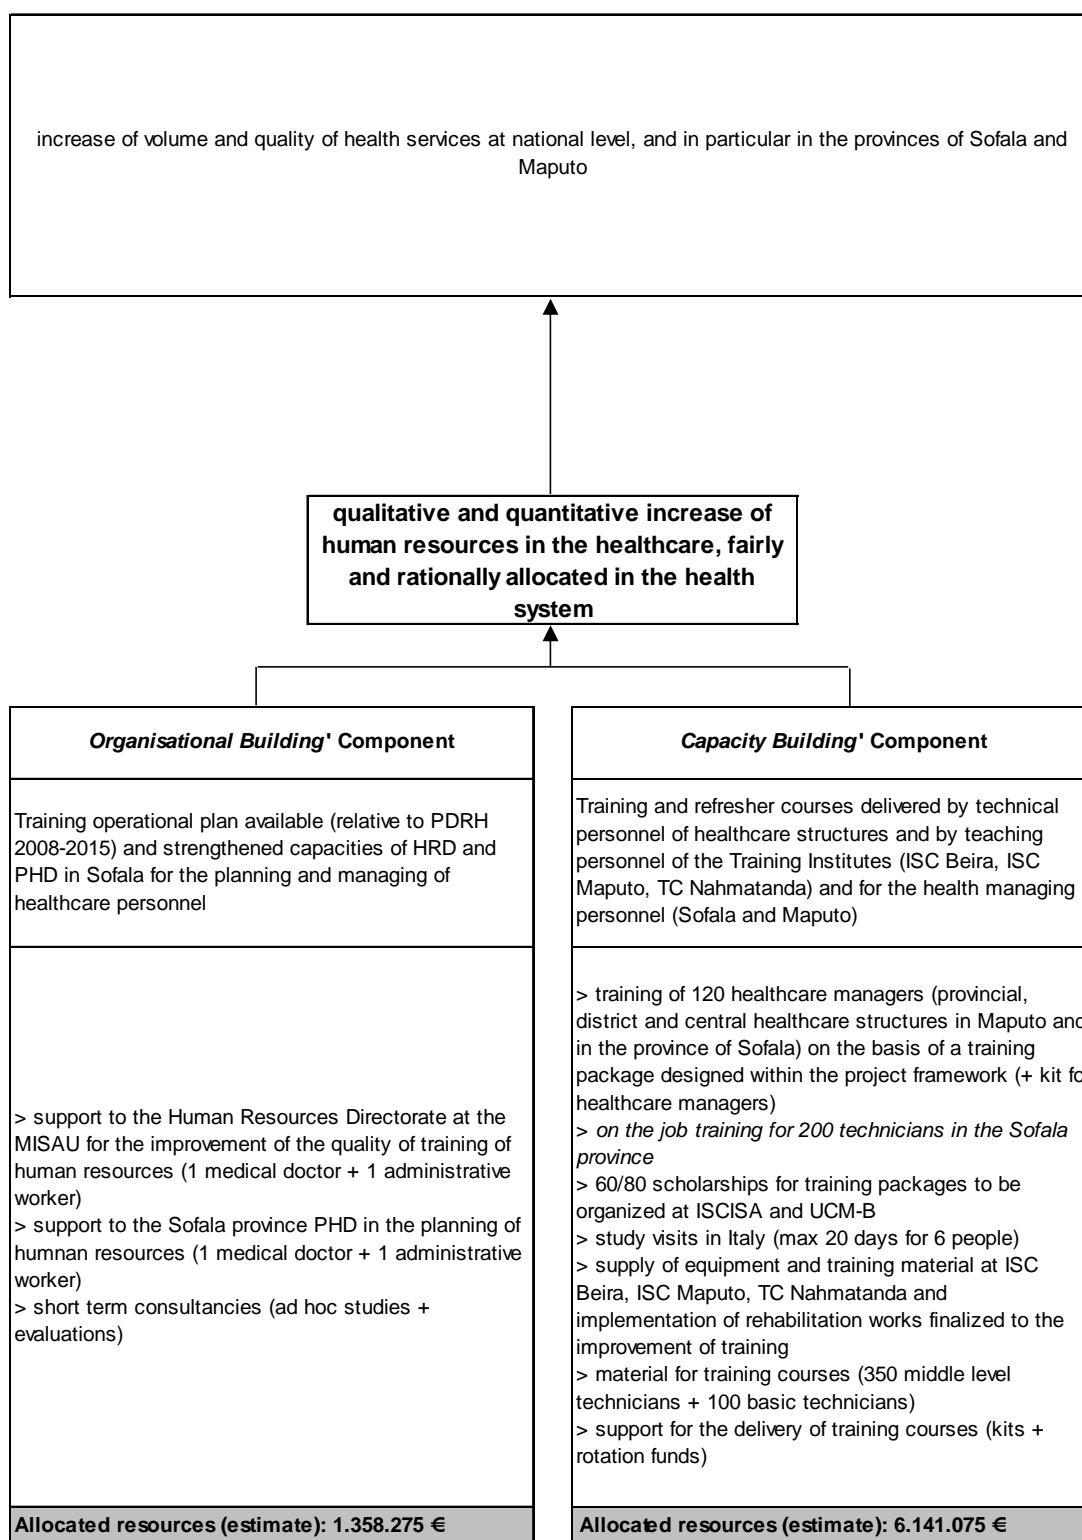 increase of volume and quality of health services at national level, and in particular in the provinces of Sofala and
Maputo
qualitative and quantitative increase of
human resources in the healthcare, fairly
and rationally allocated in the health
system
Organisational Building' Component
Training operational plan available (relative to PDRH
2008-2015) and strengthened capacities of HRD and
PHD in Sofala for the planning and managing of
healthcare personnel
> support to the Human Resources Directorate at the
MISAU for the improvement of the quality of training of
human resources (1 medical doctor + 1 administrative
worker)
> support to the Sofala province PHD in the planning of
humnan resources (1 medical doctor + 1 administrative
worker)
> short term consultancies (ad hoc studies +
evaluations)
Allocated resources (estimate): 1.358.275 €
Capacity Building' Component
Training and refresher courses delivered by technical
personnel of healthcare structures and by teaching
personnel of the Training Institutes (ISC Beira, ISC
Maputo, TC Nahmatanda) and for the health managing
personnel (Sofala and Maputo)
> training of 120 healthcare managers (provincial,
district and central healthcare structures in Maputo and
in the province of Sofala) on the basis of a training
package designed within the project framework (+ kit fo
healthcare managers)
> on the job training for 200 technicians in the Sofala
province
> 60/80 scholarships for training packages to be
organized at ISCISA and UCM-B
> study visits in Italy (max 20 days for 6 people)
> supply of equipment and training material at ISC
Beira, ISC Maputo, TC Nahmatanda and
implementation of rehabilitation works finalized to the
improvement of training
> material for training courses (350 middle level
technicians + 100 basic technicians)
> support for the delivery of training courses (kits +
rotation funds)
Allocated resources (estimate): 6.141.075 €